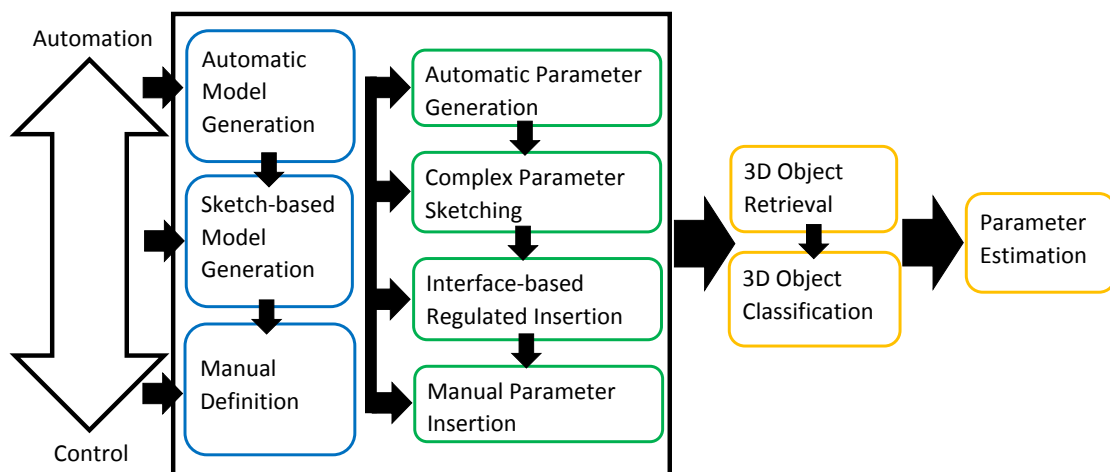 Automation
Control
Automatic
Model
Generation
Sketch-based
Model
Generation
Manual
Definition
Automatic Parameter
Generation
Complex Parameter
Sketching
Interface-based
Regulated Insertion
Manual Parameter
Insertion
3D Object
Retrieval
3D Object
Classification
Parameter
Estimation